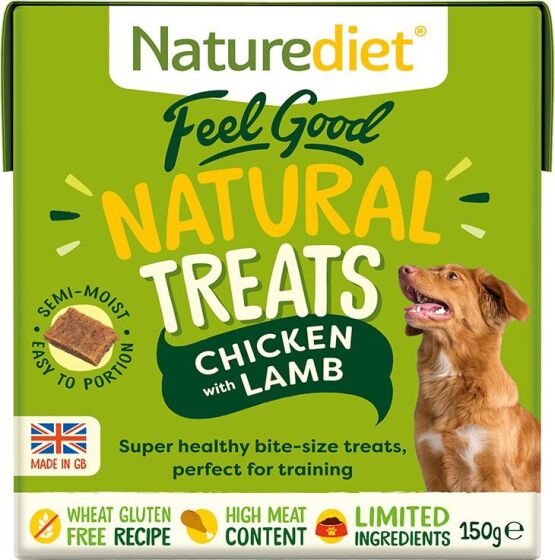 Naturediet®
Feel Good
NATURAL
TREATS
CHICKEN
with LAMB
SEMI-MOIST
• EASY TO PORTION •
MADE IN GB
Super healthy bite-size treats,
perfect for training
WHEAT GLUTEN
FREE RECIPE
HIGH MEAT
CONTENT
LIMITED
INGREDIENTS
150g e